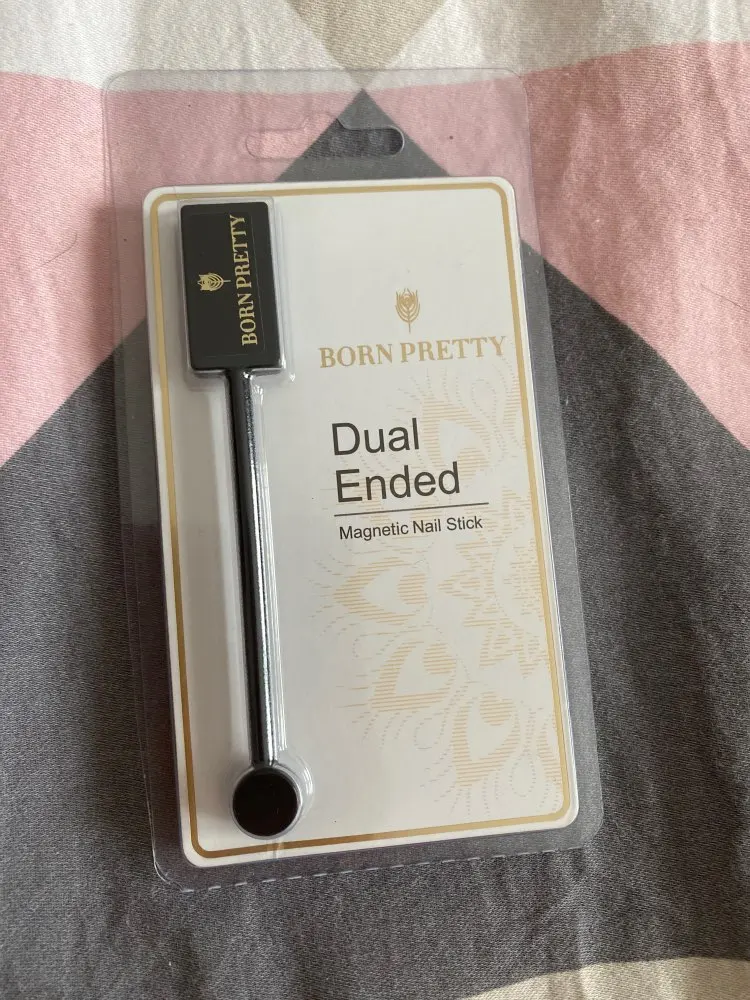 BORN PRETTY
BORN PRETTY
Dual
Ended
Magnetic Nail Stick